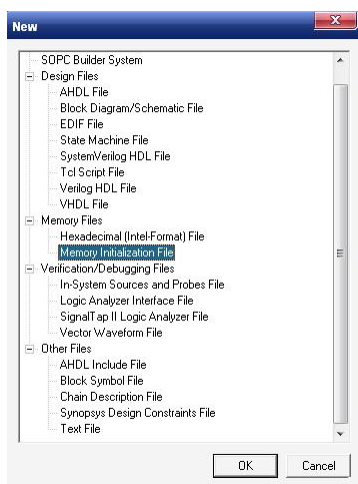 New
SOPC Builder System
Design Files
AHDL File
Block Diagram/Schematic File
EDIF File
State Machine File
SystemVerilog HDL File
Tcl Script File
Verilog HDL File
VHDL File
Memory Files
Hexadecimal (Intel-Format) File
Memory Initialization File
Verification/Debugging Files
In-System Sources and Probes File
Logic Analyzer Interface File
SignalTap II Logic Analyzer File
Vector Waveform File
Other Files
AHDL Include File
Block Symbol File
Chain Description File
Synopsys Design Constraints File
Text File
OK Cancel